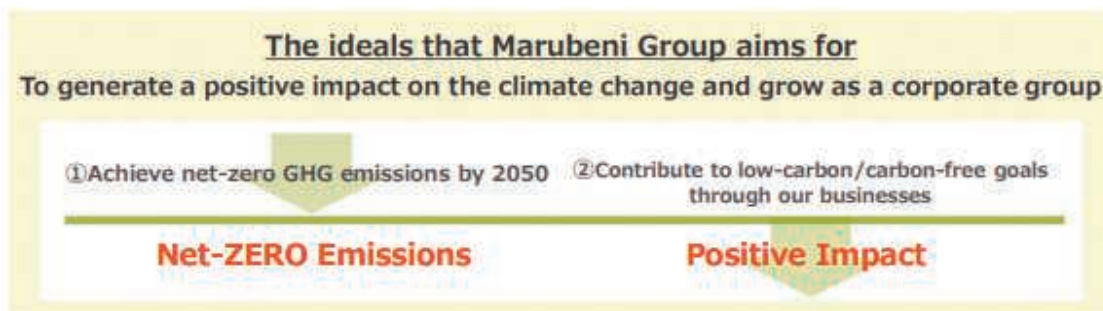 The ideals that Marubeni Group aims for
To generate a positive impact on the climate change and grow as a corporate group
①Achieve net-zero GHG emissions by 2050
②Contribute to low-carbon/carbon-free goals
through our businesses
Net-ZERO Emissions
Positive Impact